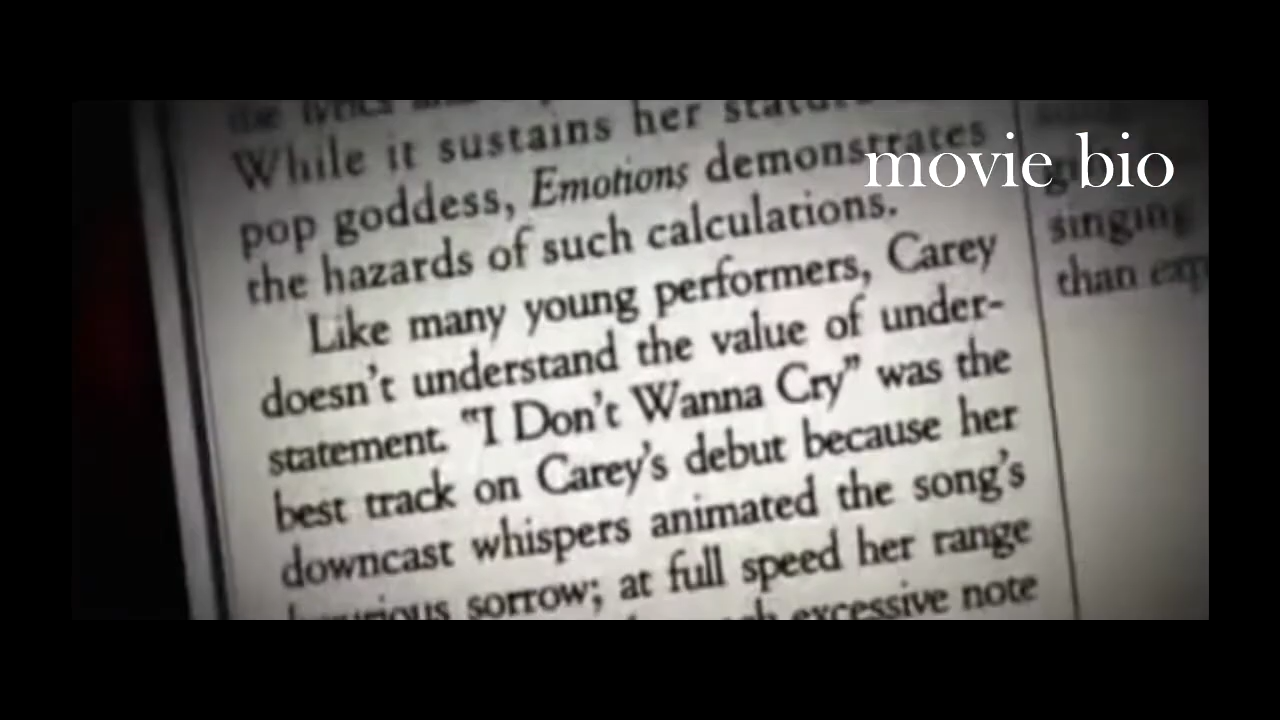 movie bio
While it sustains her stature
pop goddess, Emotions demonstrates
the hazards of such calculations.
Like many young performers, Carey
doesn't understand the value of under-
statement. "I Don't Wanna Cry" was the
best track on Carey's debut because her
downcast whispers animated the song's
luxurious sorrow; at full speed her range
excessive note
singing
than